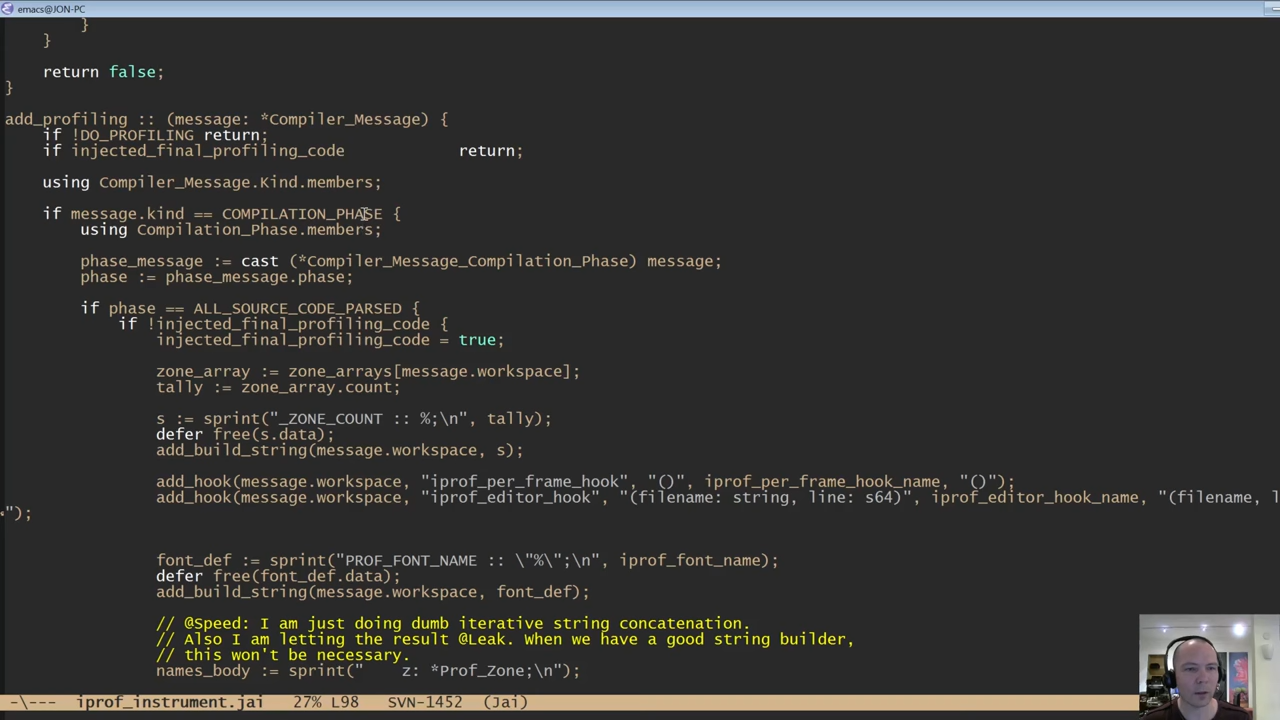 emacs@JON-PC
        }
    }
    return false;
}
add_profiling :: (message: *Compiler_Message) {
    if !DO_PROFILING return;
    if injected_final_profiling_code            return;
    using Compiler_Message.Kind.members;
    if message.kind == COMPILATION_PHASE {
        using Compilation_Phase.members;
        phase_message := cast (*Compiler_Message_Compilation_Phase) message;
        phase := phase_message.phase;
        if phase == ALL_SOURCE_CODE_PARSED {
            if !injected_final_profiling_code {
                injected_final_profiling_code = true;
                zone_array := zone_arrays[message.workspace];
                tally := zone_array.count;
                s := sprint("_ZONE_COUNT :: %;\n", tally);
                defer free(s.data);
                add_build_string(message.workspace, s);
                add_hook(message.workspace, "iprof_per_frame_hook", "()", iprof_per_frame_hook_name, "()");
                add_hook(message.workspace, "iprof_editor_hook", "(filename: string, line: s64)", iprof_editor_hook_name, "(filename, l
");
                font_def := sprint("PROF_FONT_NAME :: \"%\";\n", iprof_font_name);
                defer free(font_def.data);
                add_build_string(message.workspace, font_def);
                // @Speed: I am just doing dumb iterative string concatenation.
                // Also I am letting the result @Leak. When we have a good string builder,
                // this won't be necessary.
                names_body := sprint("    z: *Prof_Zone;\n");
-\--- iprof_instrument.jai 27% L98 SVN-1452 (Jai)